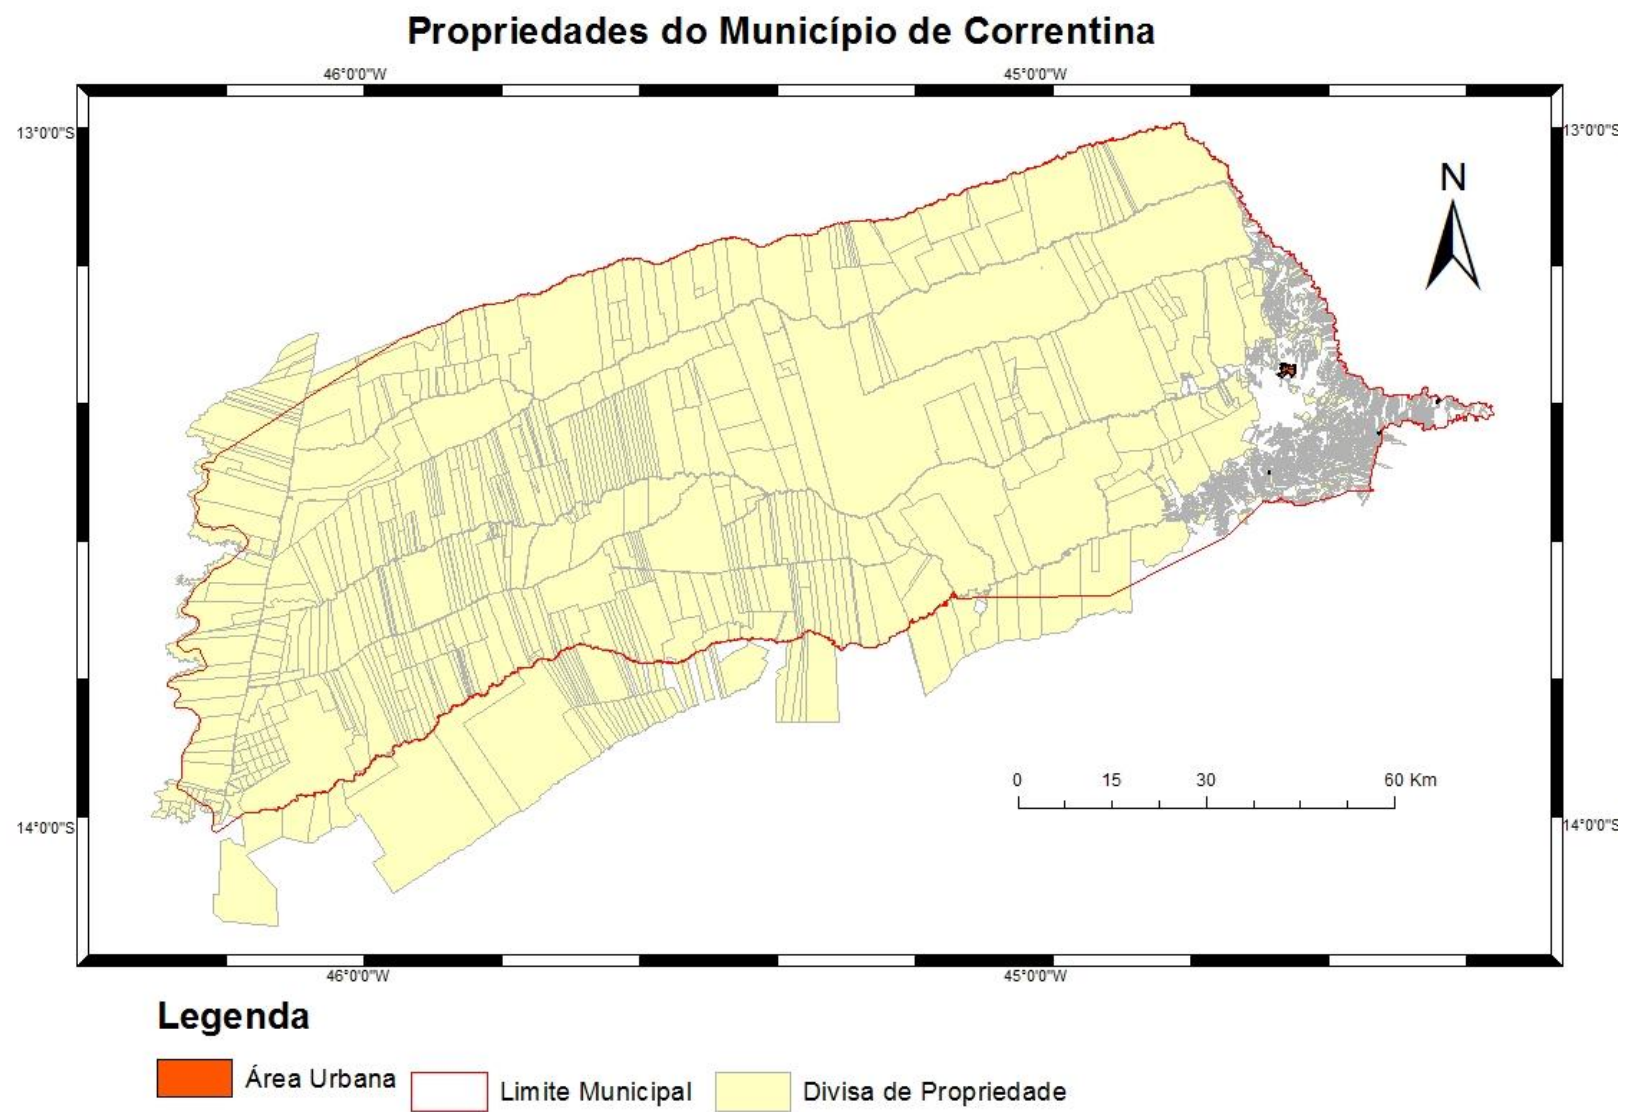 Propriedades do Município de Correntina
46°0'0"W 45°0'0"W
13°0'0"S 13°0'0"S
N
0 15 30 60 Km
14°0'0"S 14°0'0"S
46°0'0"W 45°0'0"W
Legenda
Área Urbana Limite Municipal Divisa de Propriedade